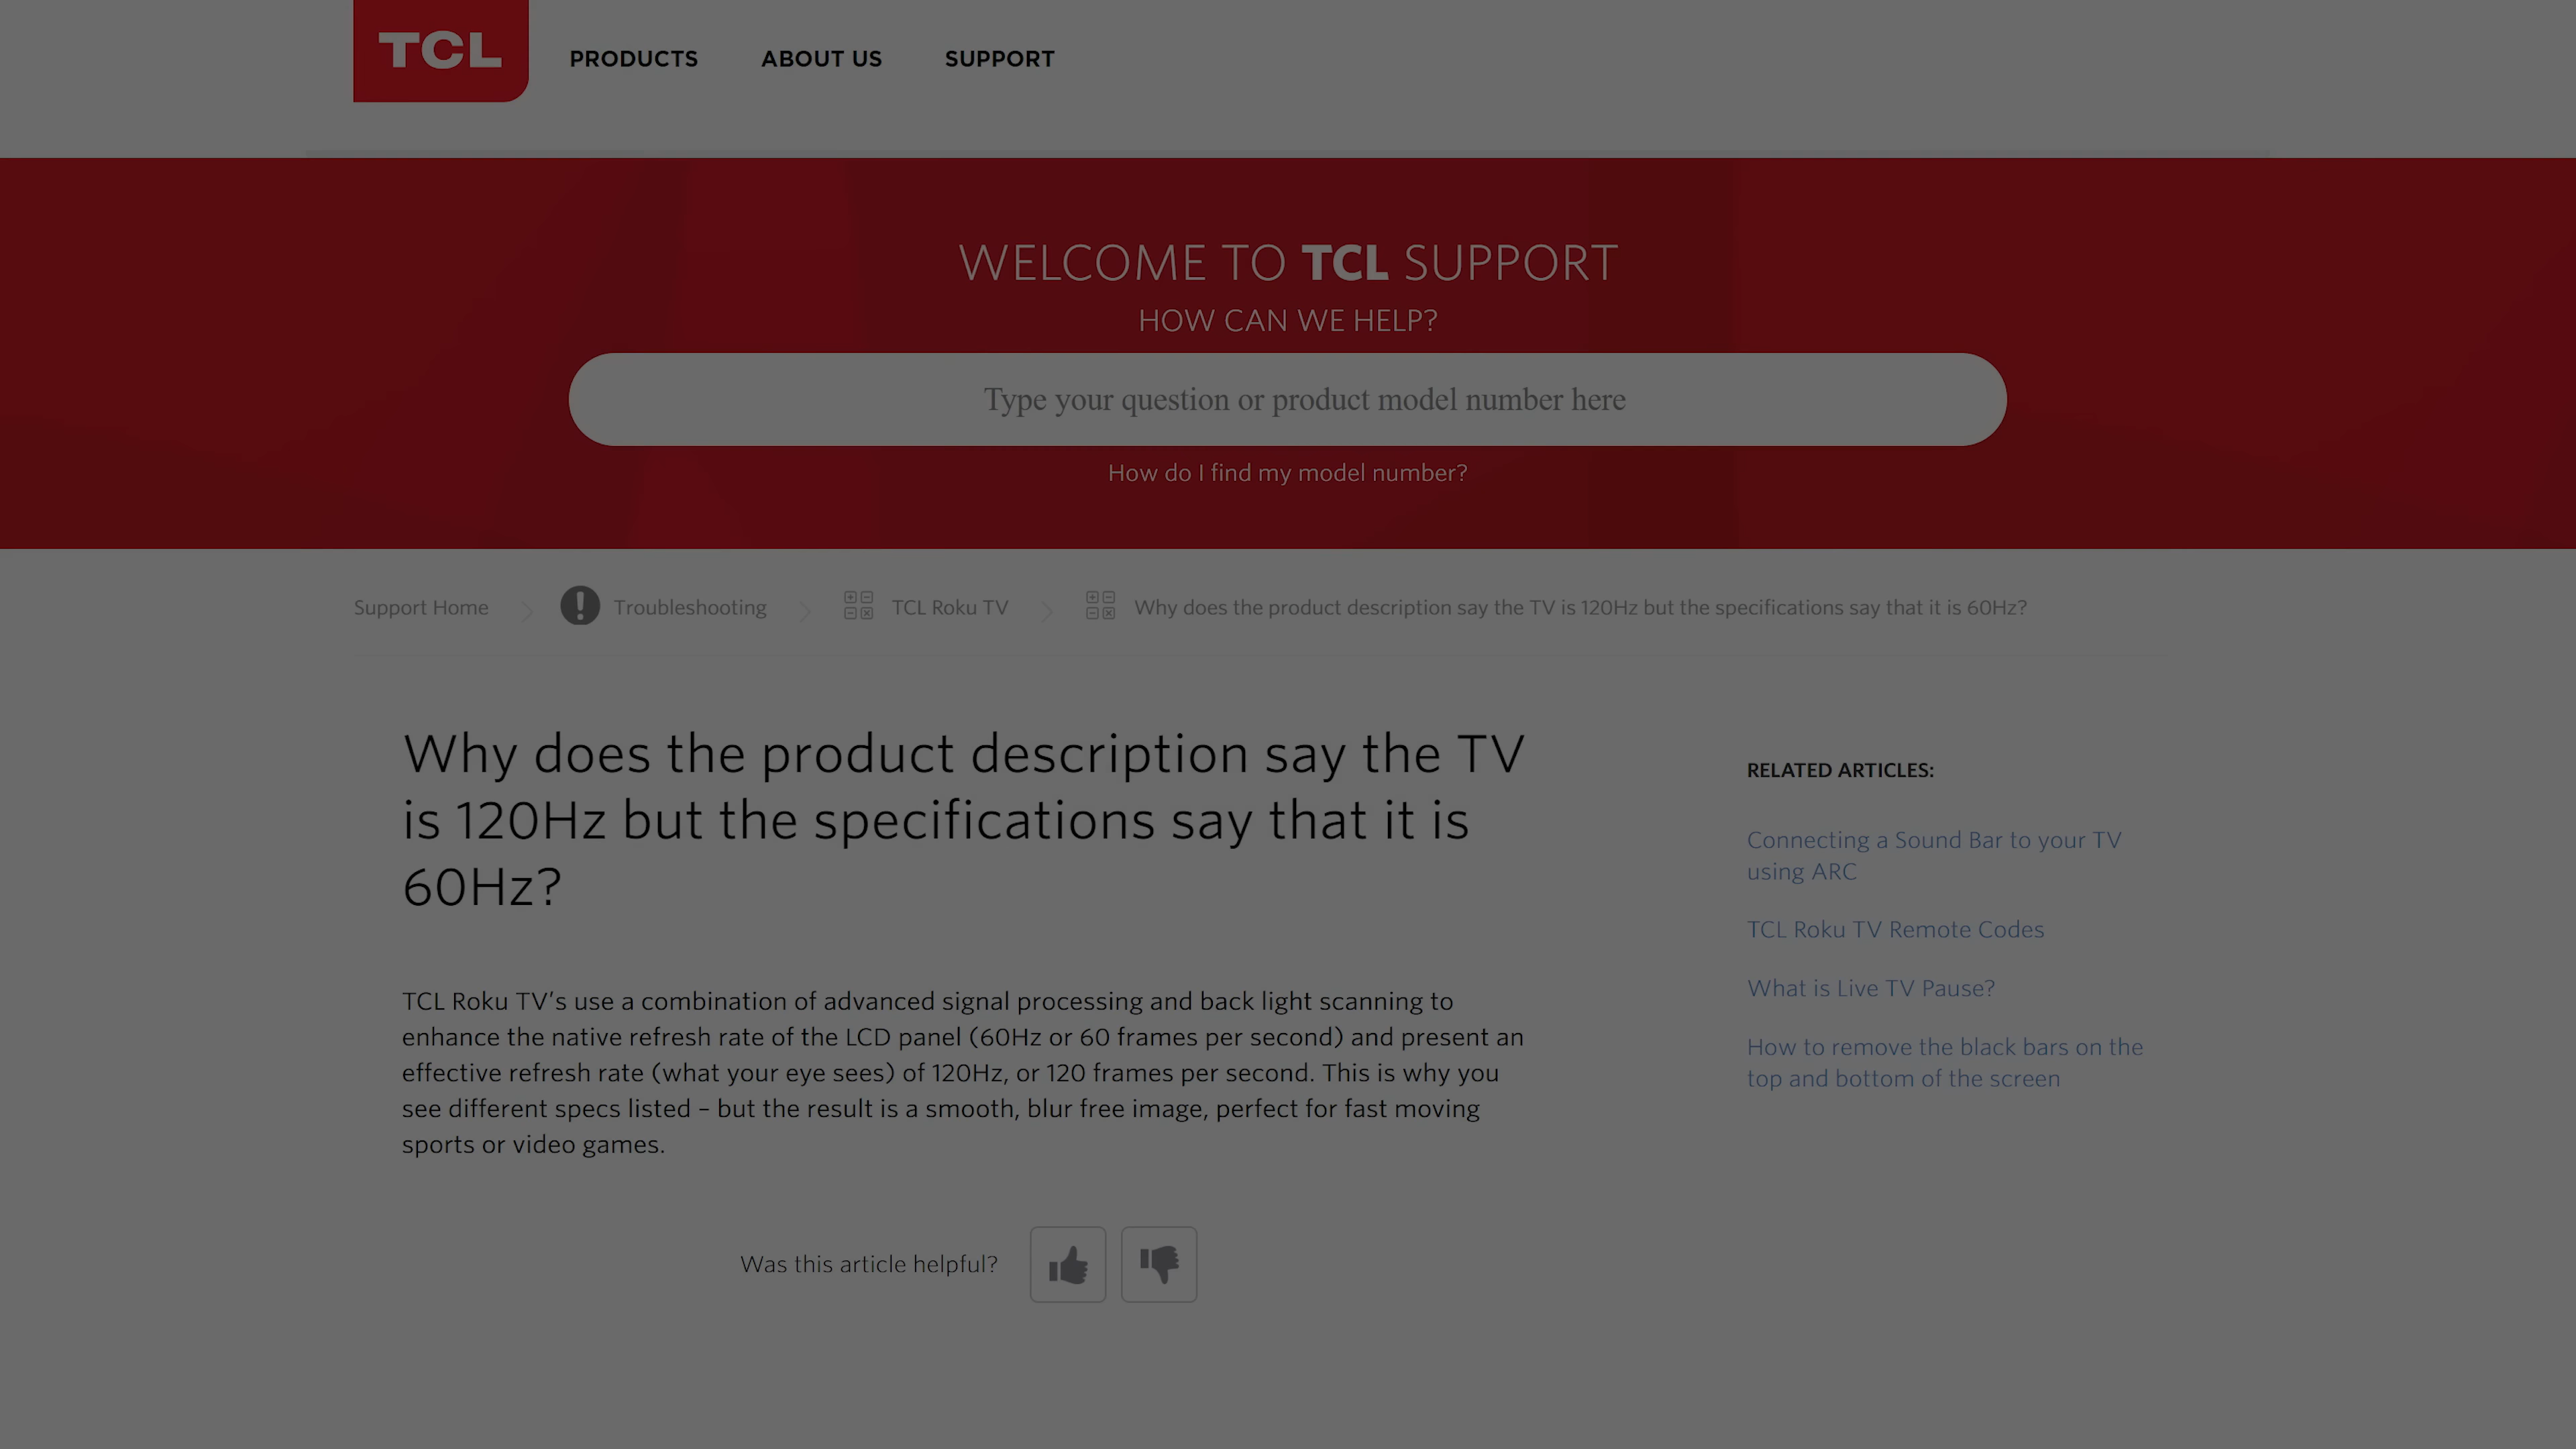 TCL
PRODUCTS
ABOUT US
SUPPORT
WELCOME TO TCL SUPPORT
HOW CAN WE HELP?
Type your question or product model number here
How do I find my model number?
Support Home
Troubleshooting
TCL Roku TV
Why does the product description say the TV is 120Hz but the specifications say that it is 60Hz?
Why does the product description say the TV
is 120Hz but the specifications say that it is
60Hz?
TCL Roku TV’s use a combination of advanced signal processing and back light scanning to
enhance the native refresh rate of the LCD panel (60Hz or 60 frames per second) and present an
effective refresh rate (what your eye sees) of 120Hz, or 120 frames per second. This is why you
see different specs listed – but the result is a smooth, blur free image, perfect for fast moving
sports or video games.
Was this article helpful?
RELATED ARTICLES:
Connecting a Sound Bar to your TV
using ARC
TCL Roku TV Remote Codes
What is Live TV Pause?
How to remove the black bars on the
top and bottom of the screen